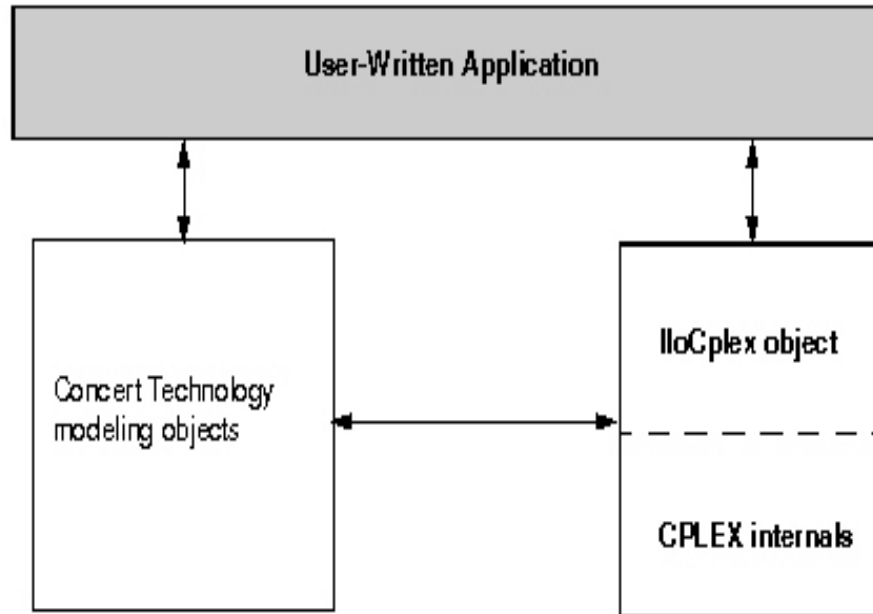 User-Written Application
IloCplex object
Concert Technology
modeling objects
CPLEX internals